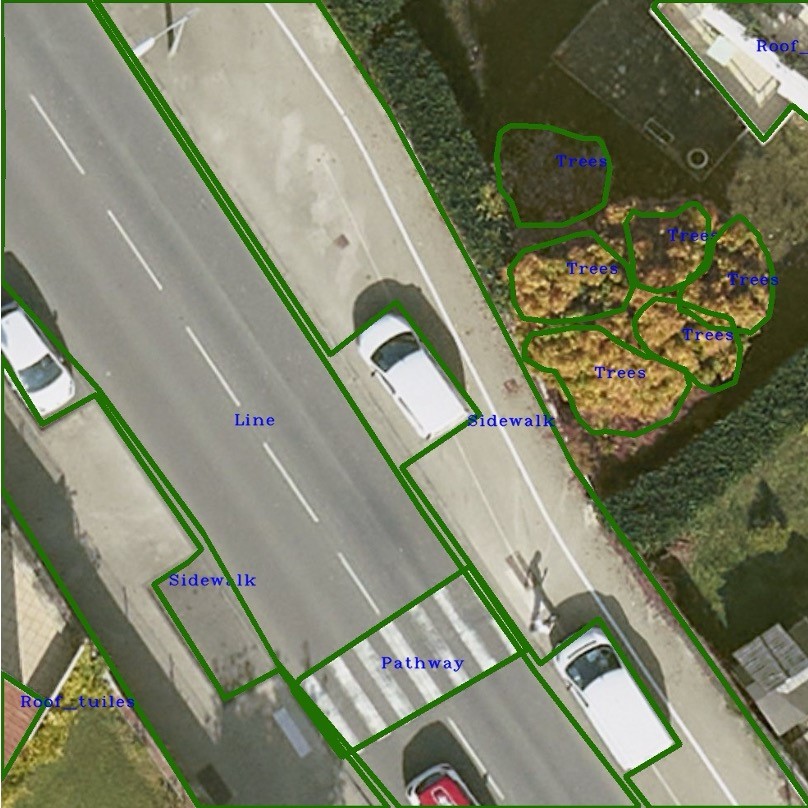 Roof_
Trees
Trees
Trees
Trees
Trees
Trees
Line
Sidewalk
Sidewalk
Pathway
Roof_tuiles